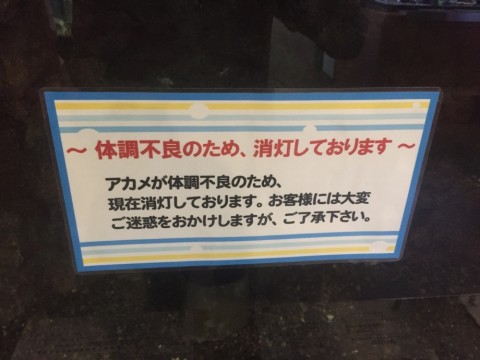 ～ 体調不良のため、消灯しております ～
アカメが体調不良のため、
現在消灯しております。お客様には大変
ご迷惑をおかけしますが、ご了承下さい。